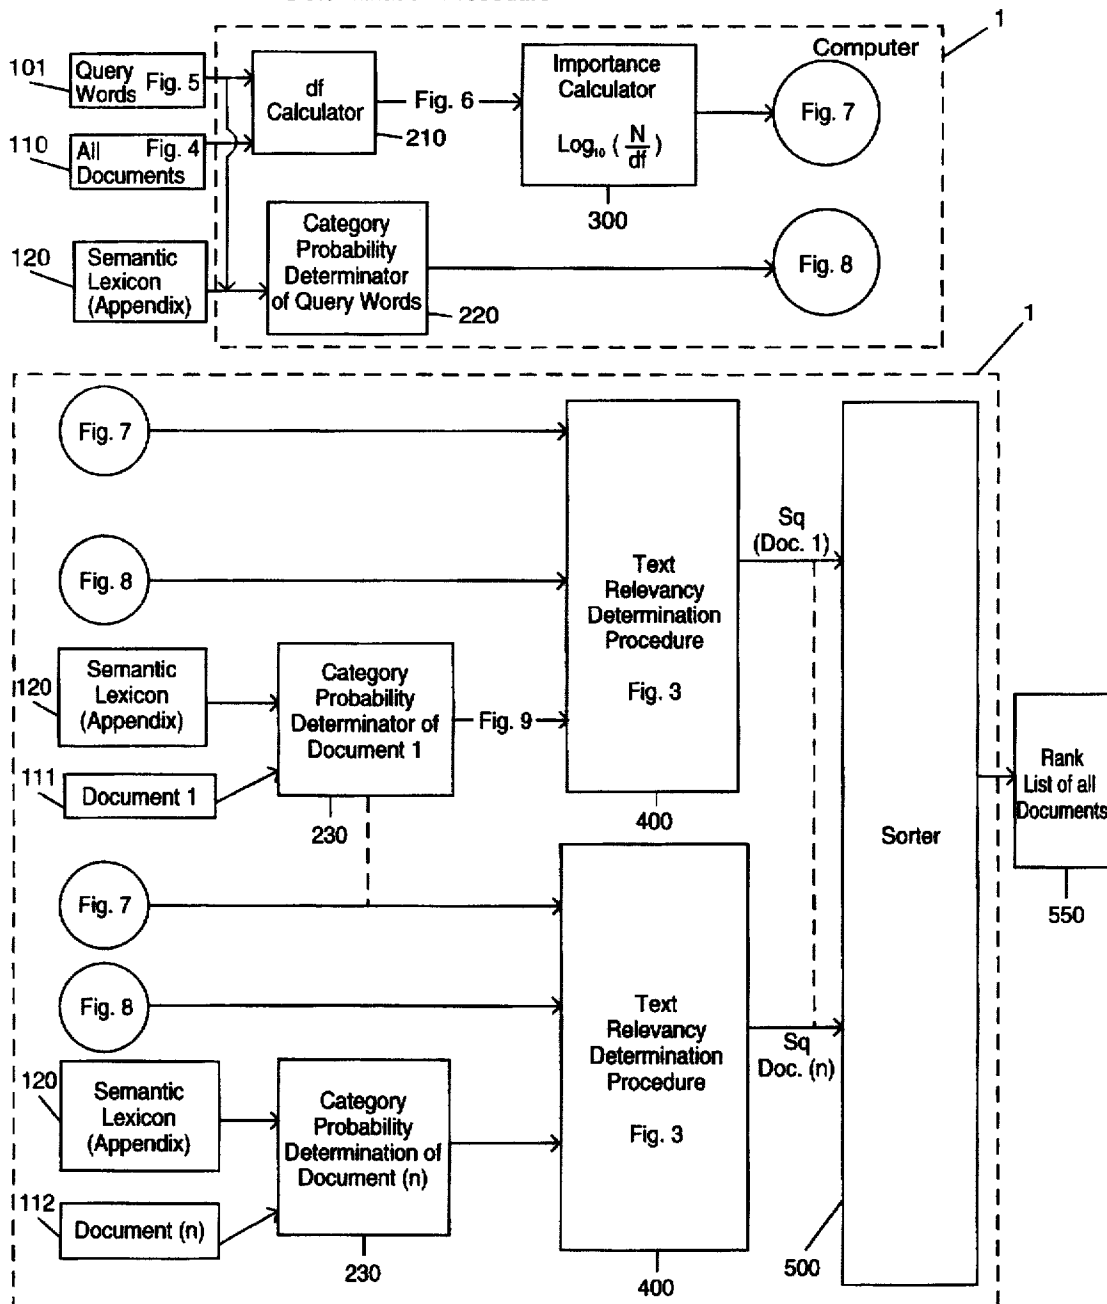 1
Computer
101
Query
Words
Fig. 5
110
All
Documents
Fig. 4
df
Calculator
210
Fig. 6
Importance
Calculator
Log₁₀ ( N/df )
300
Fig. 7
120
Semantic
Lexicon
(Appendix)
Category
Probability
Determinator
of Query Words
220
Fig. 8
1
Fig. 7
Fig. 8
120
Semantic
Lexicon
(Appendix)
111
Document 1
Category
Probability
Determinator of
Document 1
230
Fig. 9
Text
Relevancy
Determination
Procedure
Fig. 3
400
Sq
(Doc. 1)
Sorter
500
Rank
List of all
Documents
550
Fig. 7
Fig. 8
120
Semantic
Lexicon
(Appendix)
112
Document (n)
Category
Probability
Determination of
Document (n)
230
Text
Relevancy
Determination
Procedure
Fig. 3
400
Sq
Doc. (n)